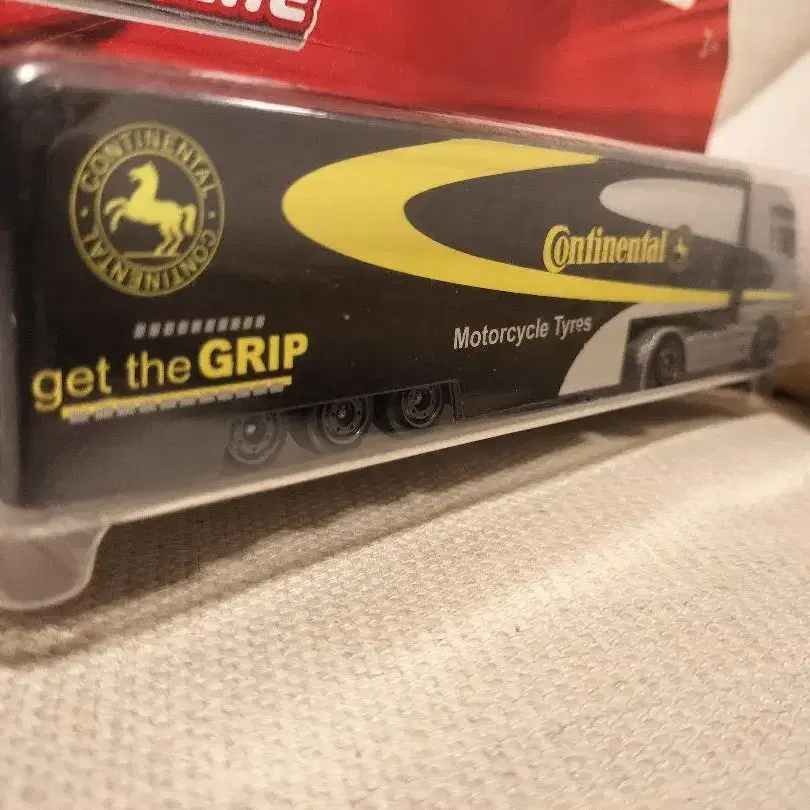 CONTINENTAL
CONTINENTAL
get the GRIP
Continental
Motorcycle Tyres